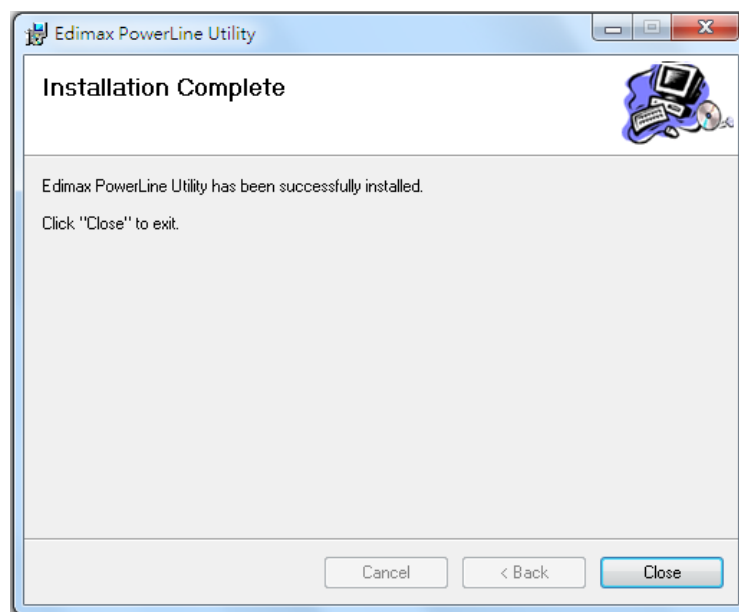 Edimax PowerLine Utility
Installation Complete
Edimax PowerLine Utility has been successfully installed.
Click "Close" to exit.
Cancel
< Back
Close